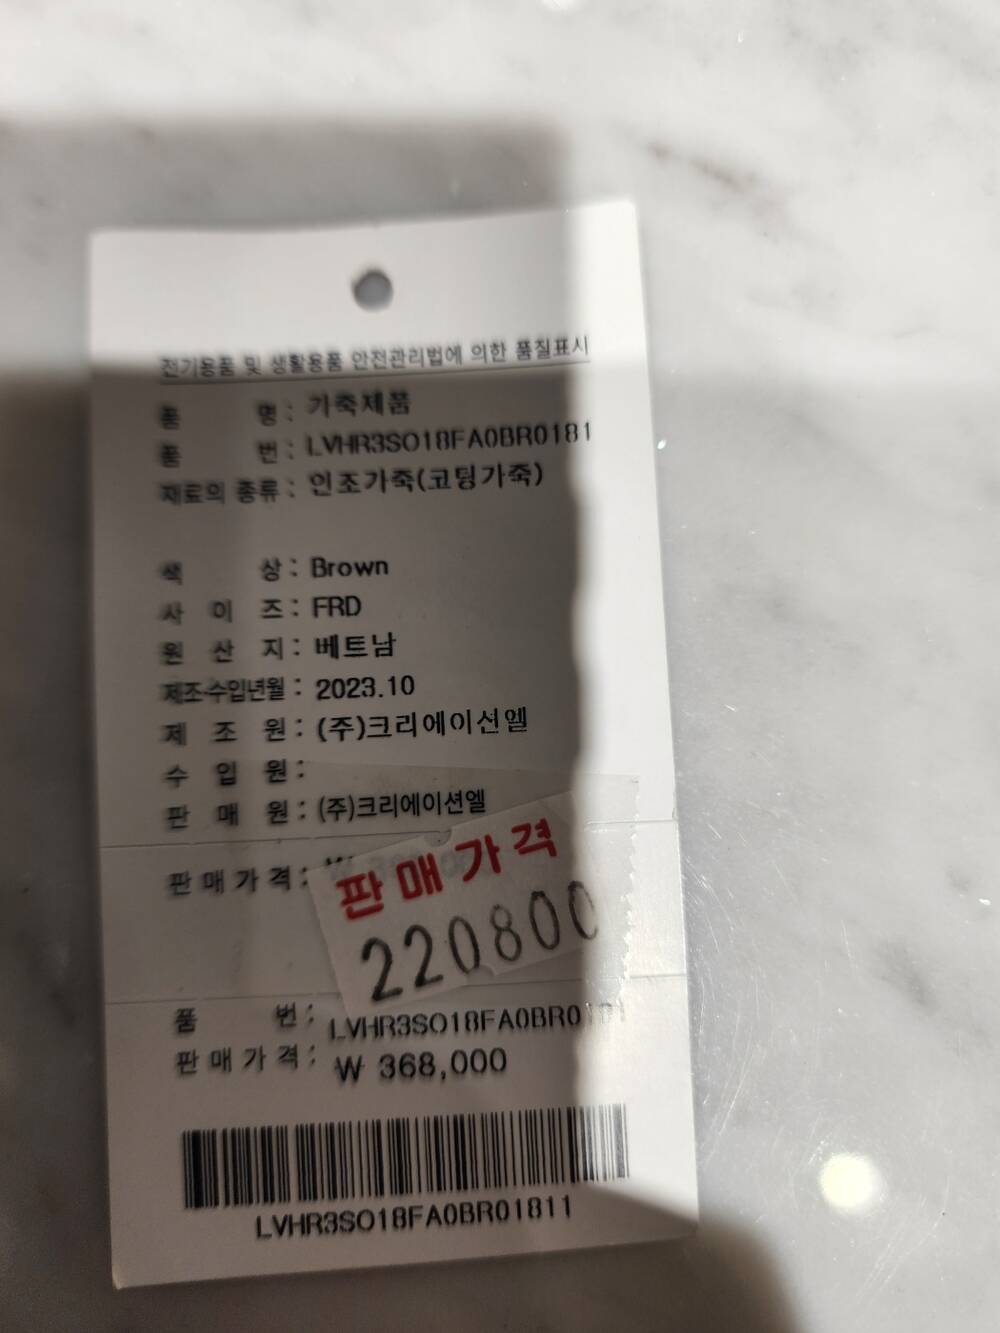 전기용품 및 생활용품 안전관리법에 의한 품질표시
품 명 : 가죽제품
품 번 : LVHR3SO18FA0BR0181
재료의 종류 : 인조가죽(코팅가죽)
색 상 : Brown
사 이 즈 : FRD
원 산 지 : 베트남
제조·수입년월 : 2023.10
제 조 원 : (주)크리에이션엘
수 입 원 :
판 매 원 : (주)크리에이션엘
판 매 가 격 :
판매가격
220800
품 번 : LVHR3SO18FA0BR0181
판 매 가 격 : ₩ 368,000
LVHR3SO18FA0BR01811